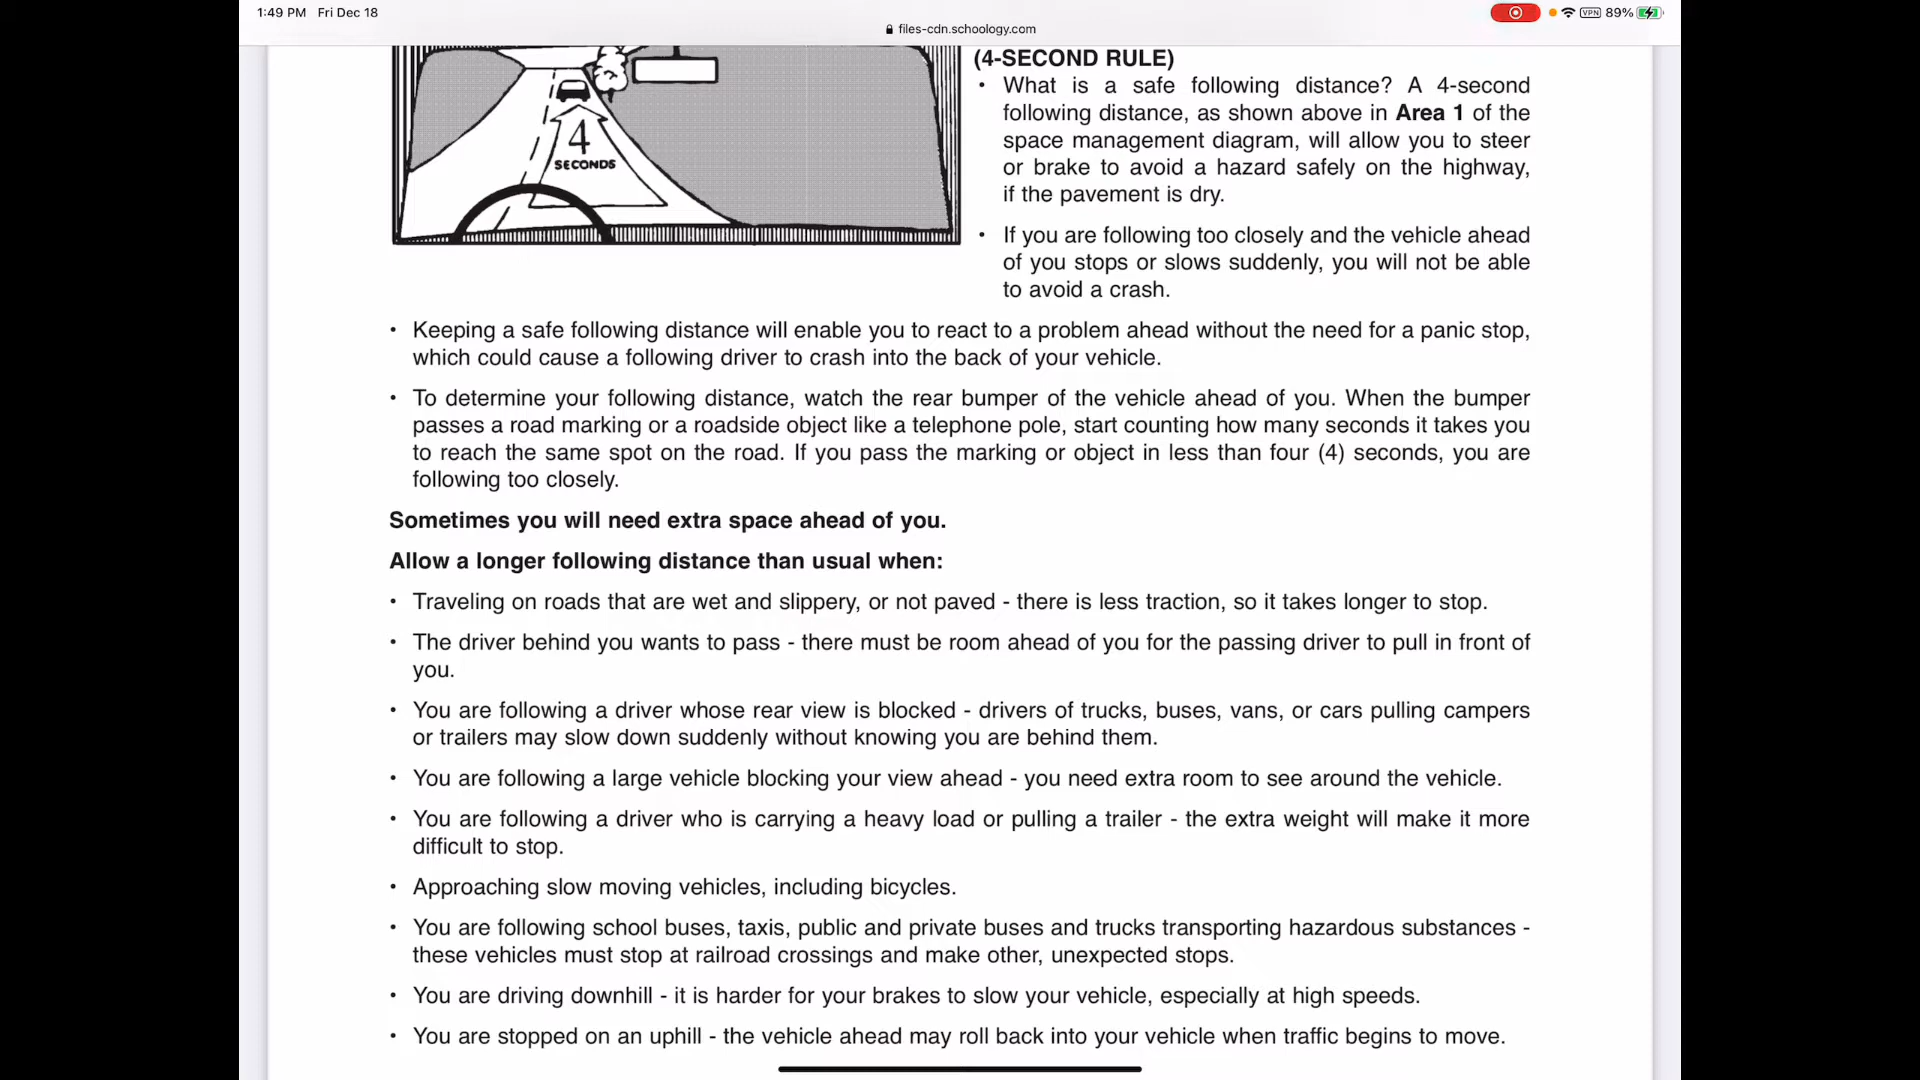 1:49 PM Fri Dec 18
VPN 89%
files-cdn.schoology.com
4
SECONDS
(4-SECOND RULE)
• What is a safe following distance? A 4-second
following distance, as shown above in Area 1 of the
space management diagram, will allow you to steer
or brake to avoid a hazard safely on the highway,
if the pavement is dry.
• If you are following too closely and the vehicle ahead
of you stops or slows suddenly, you will not be able
to avoid a crash.
• Keeping a safe following distance will enable you to react to a problem ahead without the need for a panic stop,
which could cause a following driver to crash into the back of your vehicle.
• To determine your following distance, watch the rear bumper of the vehicle ahead of you. When the bumper
passes a road marking or a roadside object like a telephone pole, start counting how many seconds it takes you
to reach the same spot on the road. If you pass the marking or object in less than four (4) seconds, you are
following too closely.
Sometimes you will need extra space ahead of you.
Allow a longer following distance than usual when:
• Traveling on roads that are wet and slippery, or not paved - there is less traction, so it takes longer to stop.
• The driver behind you wants to pass - there must be room ahead of you for the passing driver to pull in front of
you.
• You are following a driver whose rear view is blocked - drivers of trucks, buses, vans, or cars pulling campers
or trailers may slow down suddenly without knowing you are behind them.
• You are following a large vehicle blocking your view ahead - you need extra room to see around the vehicle.
• You are following a driver who is carrying a heavy load or pulling a trailer - the extra weight will make it more
difficult to stop.
• Approaching slow moving vehicles, including bicycles.
• You are following school buses, taxis, public and private buses and trucks transporting hazardous substances -
these vehicles must stop at railroad crossings and make other, unexpected stops.
• You are driving downhill - it is harder for your brakes to slow your vehicle, especially at high speeds.
• You are stopped on an uphill - the vehicle ahead may roll back into your vehicle when traffic begins to move.